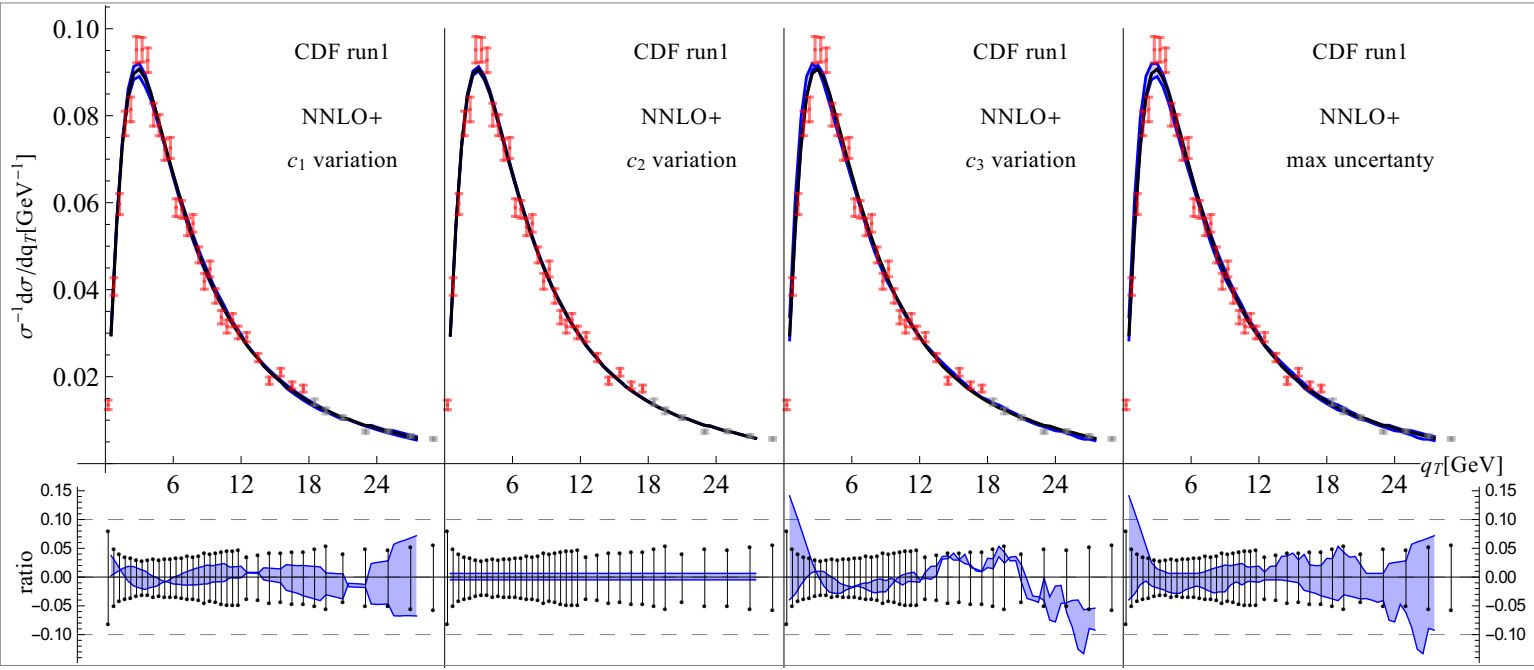 0.10
0.08
0.06
0.04
0.02
σ⁻¹dσ/dq_T[GeV⁻¹]
CDF run1
NNLO+
c₁ variation
CDF run1
NNLO+
c₂ variation
CDF run1
NNLO+
c₃ variation
CDF run1
NNLO+
max uncertanty
6 12 18 24
6 12 18 24
6 12 18 24
6 12 18 24
q_T[GeV]
ratio
0.15
0.10
0.05
0.00
−0.05
−0.10
0.15
0.10
0.05
0.00
−0.05
−0.10